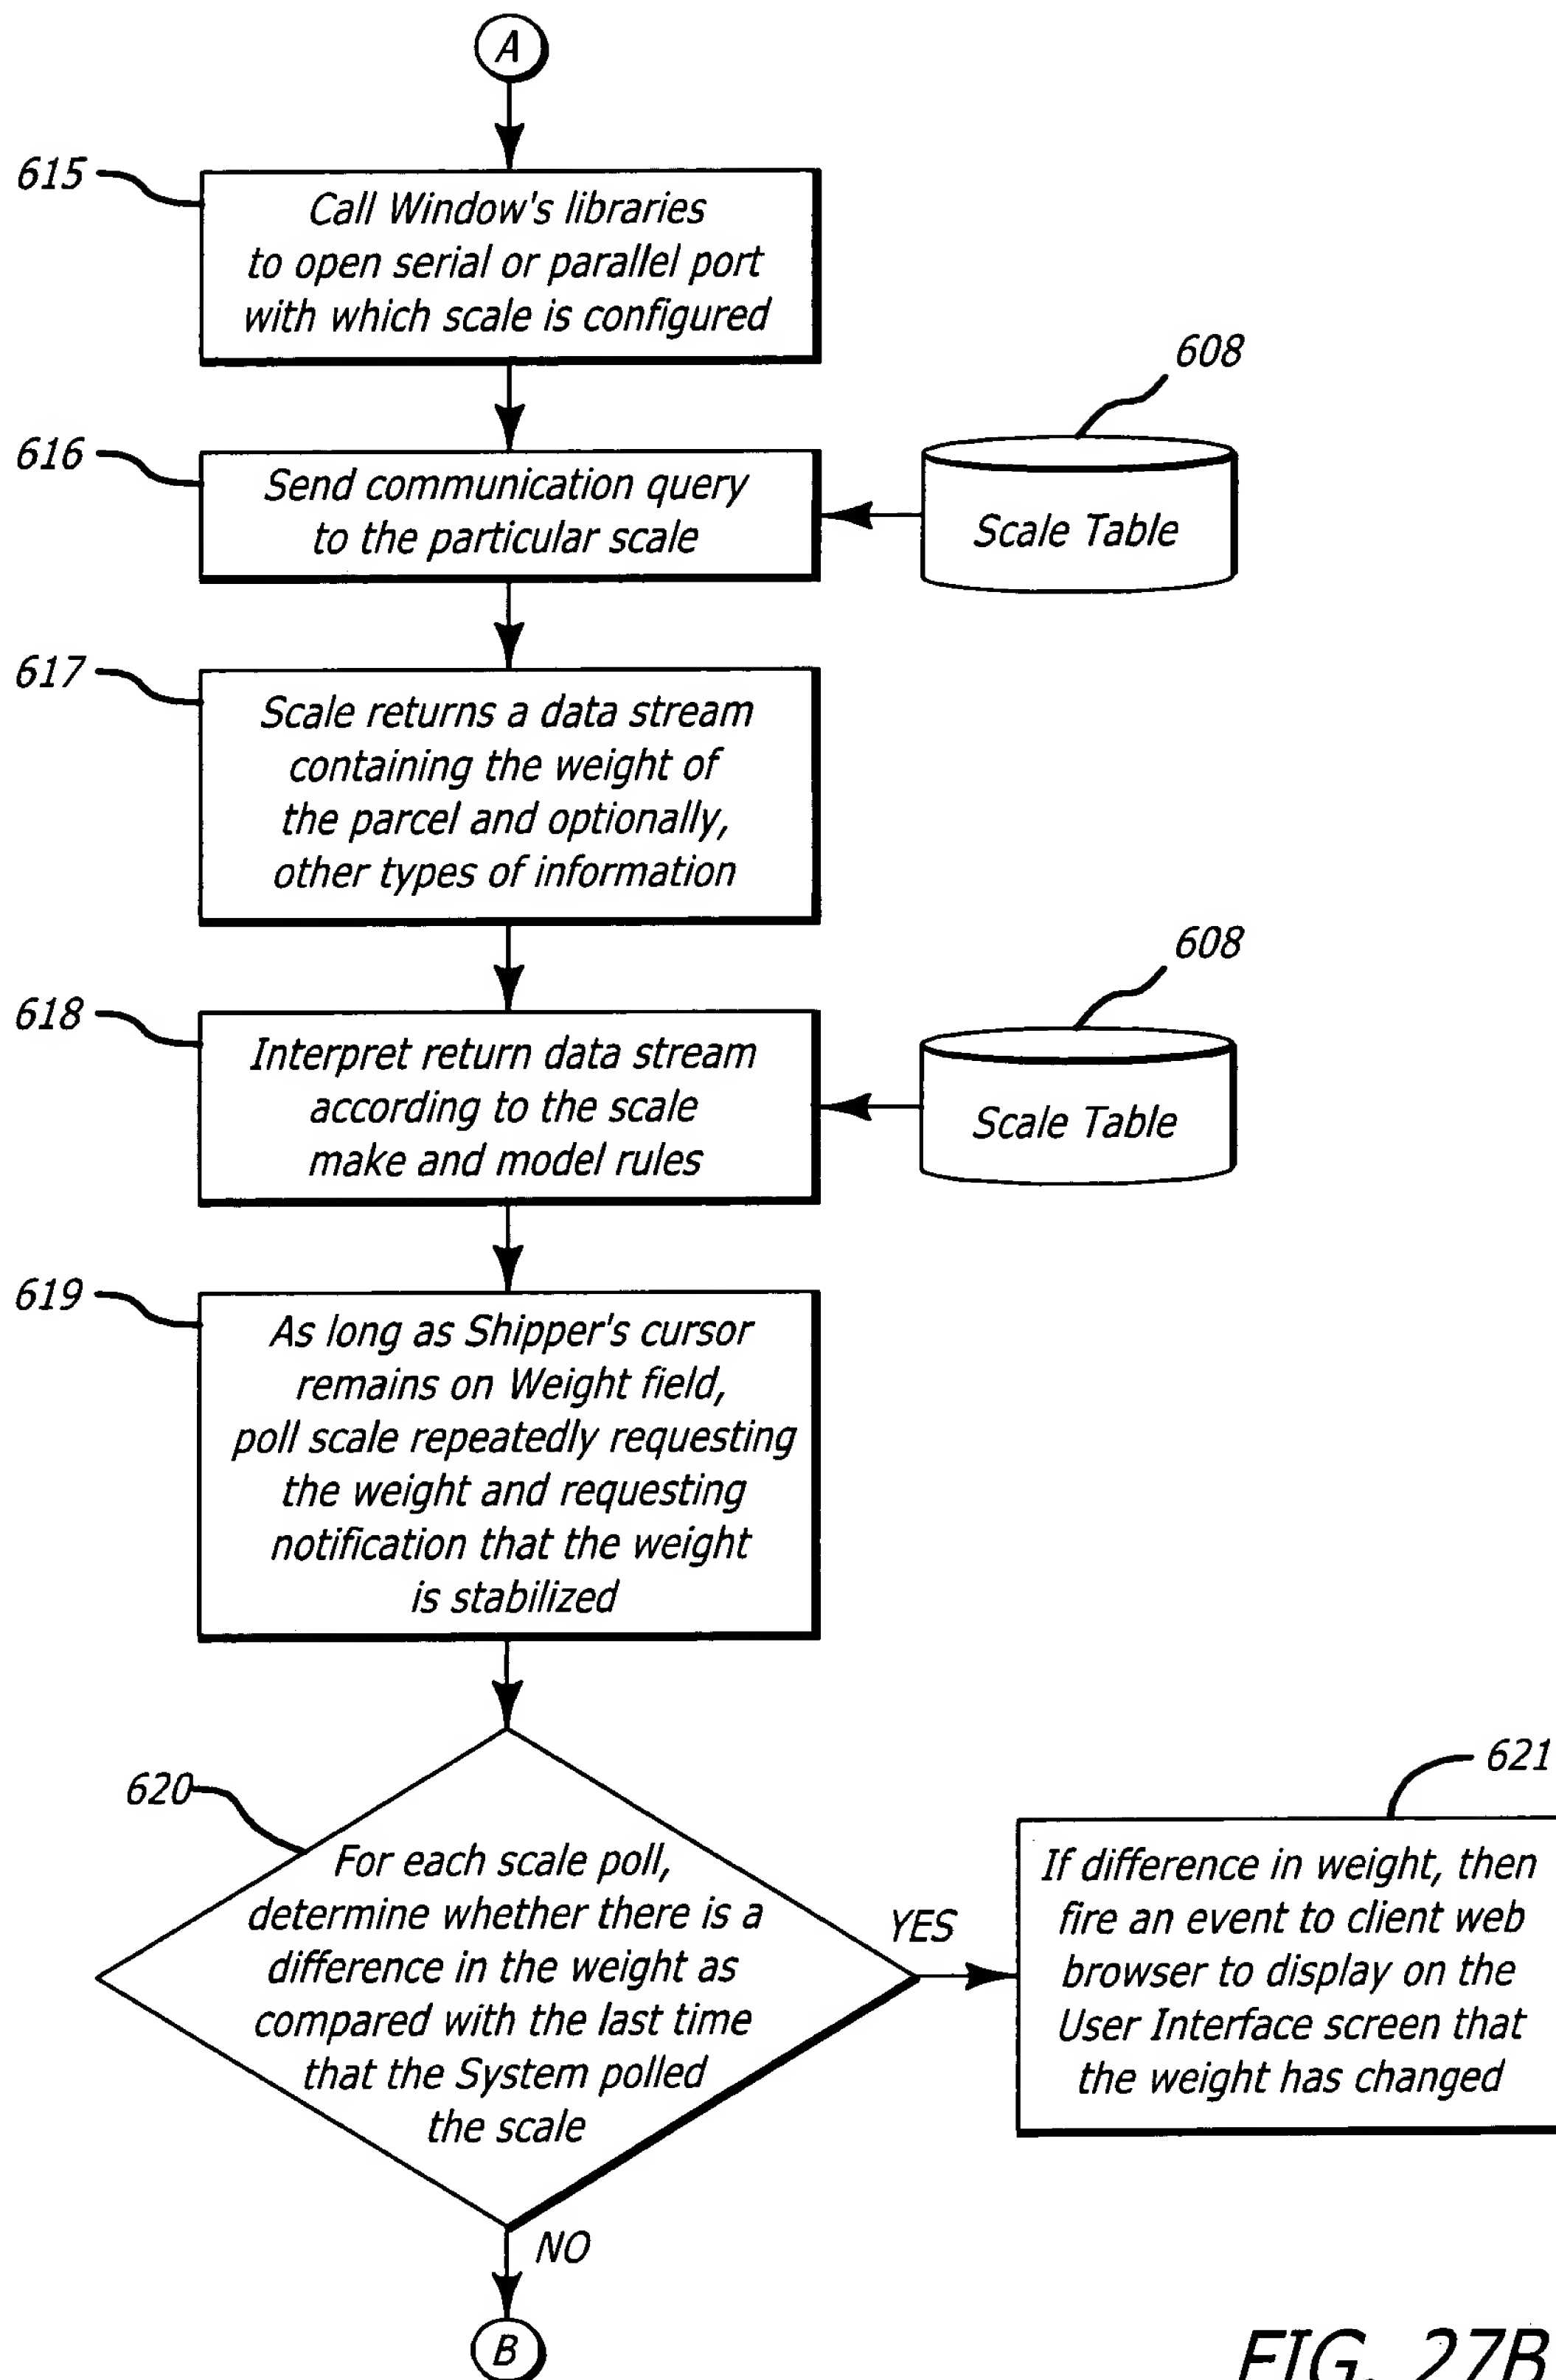 A
615
Call Window's libraries
to open serial or parallel port
with which scale is configured
608
616
Send communication query
to the particular scale
Scale Table
617
Scale returns a data stream
containing the weight of
the parcel and optionally,
other types of information
608
618
Interpret return data stream
according to the scale
make and model rules
Scale Table
619
As long as Shipper's cursor
remains on Weight field,
poll scale repeatedly requesting
the weight and requesting
notification that the weight
is stabilized
620
For each scale poll,
determine whether there is a
difference in the weight as
compared with the last time
that the System polled
the scale
YES
621
If difference in weight, then
fire an event to client web
browser to display on the
User Interface screen that
the weight has changed
NO
B
FIG. 27B